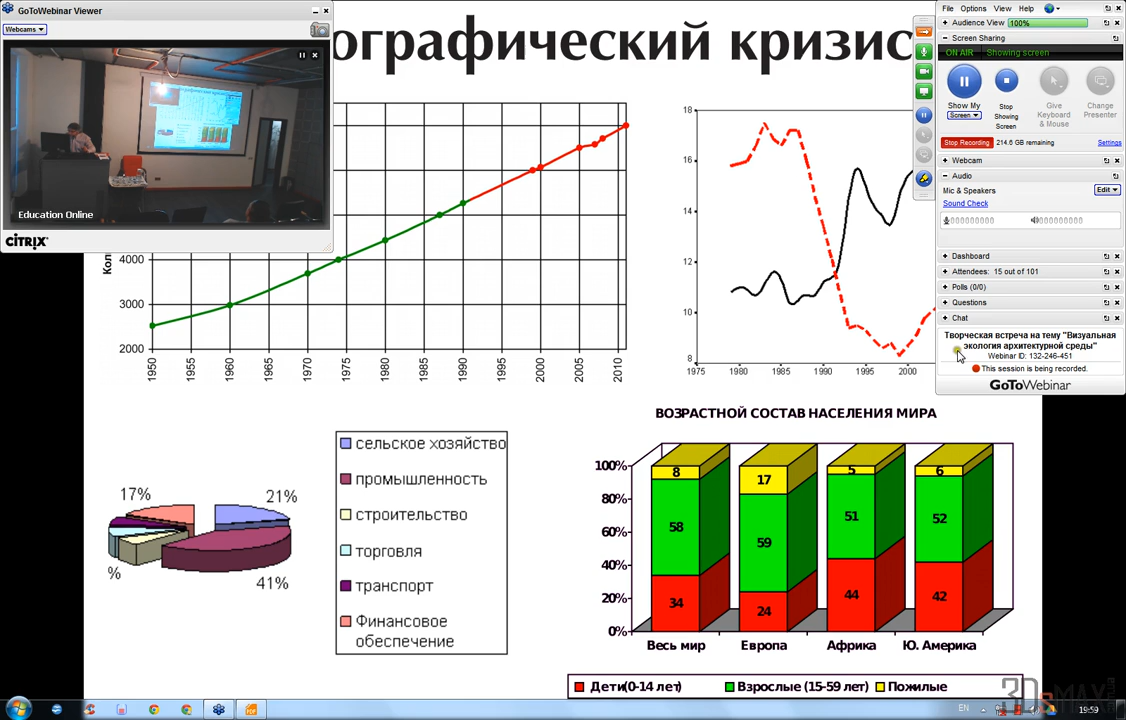 GoToWebinar Viewer
Webcams
Education Online
CİTRIX
ографический кризис
File Options View Help
Audience View 100%
Screen Sharing
ON AIR Showing screen
Show My
Screen
Stop
Showing
Screen
Give
Keyboard
& Mouse
Change
Presenter
Stop Recording 214.6 GB remaining Settings
Webcam
Audio
Mic & Speakers Edit
Sound Check
Dashboard
Attendees: 15 out of 101
Polls (0/0)
Questions
Chat
Творческая встреча на тему "Визуальная
экология архитектурной среды"
Webinar ID: 132-246-451
This session is being recorded.
GoToWebinar
Кол
4000
3000
2000
1950 1960 1970 1980 1990 2000 2010
18
16
14
12
10
8
1975 1980 1985 1990 1995 2000
17%
21%
%
41%
сельское хозяйство
промышленность
строительство
торговля
транспорт
Финансовое
обеспечение
ВОЗРАСТНОЙ СОСТАВ НАСЕЛЕНИЯ МИРА
100%
80%
60%
40%
20%
0%
8 17 5 6
58 59 51 52
34 24 44 42
Весь мир Европа Африка Ю. Америка
Дети(0-14 лет) Взрослые (15-59 лет) Пожилые
EN 19:59